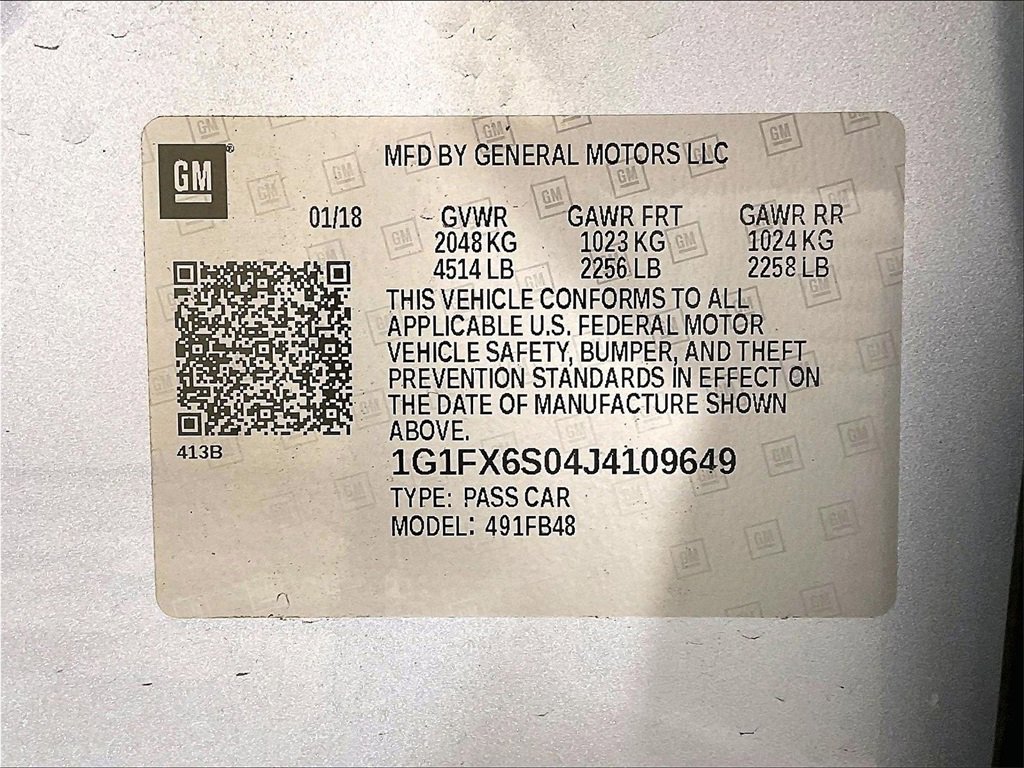 GM
MFD BY GENERAL MOTORS LLC
01/18 GVWR GAWR FRT GAWR RR
2048 KG 1023 KG 1024 KG
4514 LB 2256 LB 2258 LB
THIS VEHICLE CONFORMS TO ALL
APPLICABLE U.S. FEDERAL MOTOR
VEHICLE SAFETY, BUMPER, AND THEFT
PREVENTION STANDARDS IN EFFECT ON
THE DATE OF MANUFACTURE SHOWN
ABOVE.
413B
1G1FX6S04J4109649
TYPE: PASS CAR
MODEL: 491FB48